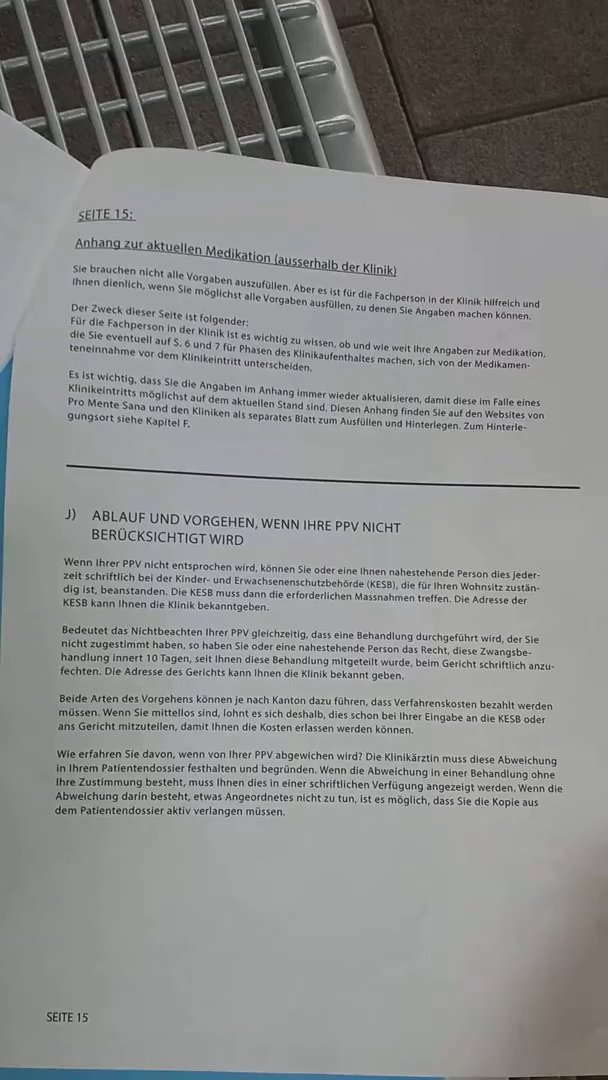 SEITE 15:
Anhang zur aktuellen Medikation (ausserhalb der Klinik)
Sie brauchen nicht alle Vorgaben auszufüllen. Aber es ist für die Fachperson in der Klinik hilfreich und
Ihnen dienlich, wenn Sie möglichst alle Vorgaben ausfüllen, zu denen Sie Angaben machen können.
Der Zweck dieser Seite ist folgender:
Für die Fachperson in der Klinik ist es wichtig zu wissen, ob und wie weit Ihre Angaben zur Medikation,
die Sie eventuell auf S. 6 und 7 für Phasen des Klinikaufenthaltes machen, sich von der Medikamen-
teneinnahme vor dem Klinikeintritt unterscheiden.
Es ist wichtig, dass Sie die Angaben im Anhang immer wieder aktualisieren, damit diese im Falle eines
Klinikeintritts möglichst auf dem aktuellen Stand sind. Diesen Anhang finden Sie auf den Websites von
Pro Mente Sana und den Kliniken als separates Blatt zum Ausfüllen und Hinterlegen. Zum Hinterle-
gungsort siehe Kapitel F.
J) ABLAUF UND VORGEHEN, WENN IHRE PPV NICHT
BERÜCKSICHTIGT WIRD
Wenn Ihrer PPV nicht entsprochen wird, können Sie oder eine Ihnen nahestehende Person dies jeder-
zeit schriftlich bei der Kinder- und Erwachsenenschutzbehörde (KESB), die für Ihren Wohnsitz zustän-
dig ist, beanstanden. Die KESB muss dann die erforderlichen Massnahmen treffen. Die Adresse der
KESB kann Ihnen die Klinik bekanntgeben.
Bedeutet das Nichtbeachten Ihrer PPV gleichzeitig, dass eine Behandlung durchgeführt wird, der Sie
nicht zugestimmt haben, so haben Sie oder eine nahestehende Person das Recht, diese Zwangsbe-
handlung innert 10 Tagen, seit Ihnen diese Behandlung mitgeteilt wurde, beim Gericht schriftlich anzu-
fechten. Die Adresse des Gerichts kann Ihnen die Klinik bekannt geben.
Beide Arten des Vorgehens können je nach Kanton dazu führen, dass Verfahrenskosten bezahlt werden
müssen. Wenn Sie mittellos sind, lohnt es sich deshalb, dies schon bei Ihrer Eingabe an die KESB oder
ans Gericht mitzuteilen, damit Ihnen die Kosten erlassen werden können.
Wie erfahren Sie davon, wenn von Ihrer PPV abgewichen wird? Die Klinikärztin muss diese Abweichung
in Ihrem Patientendossier festhalten und begründen. Wenn die Abweichung in einer Behandlung ohne
Ihre Zustimmung besteht, muss Ihnen dies in einer schriftlichen Verfügung angezeigt werden. Wenn die
Abweichung darin besteht, etwas Angeordnetes nicht zu tun, ist es möglich, dass Sie die Kopie aus
dem Patientendossier aktiv verlangen müssen.
SEITE 15